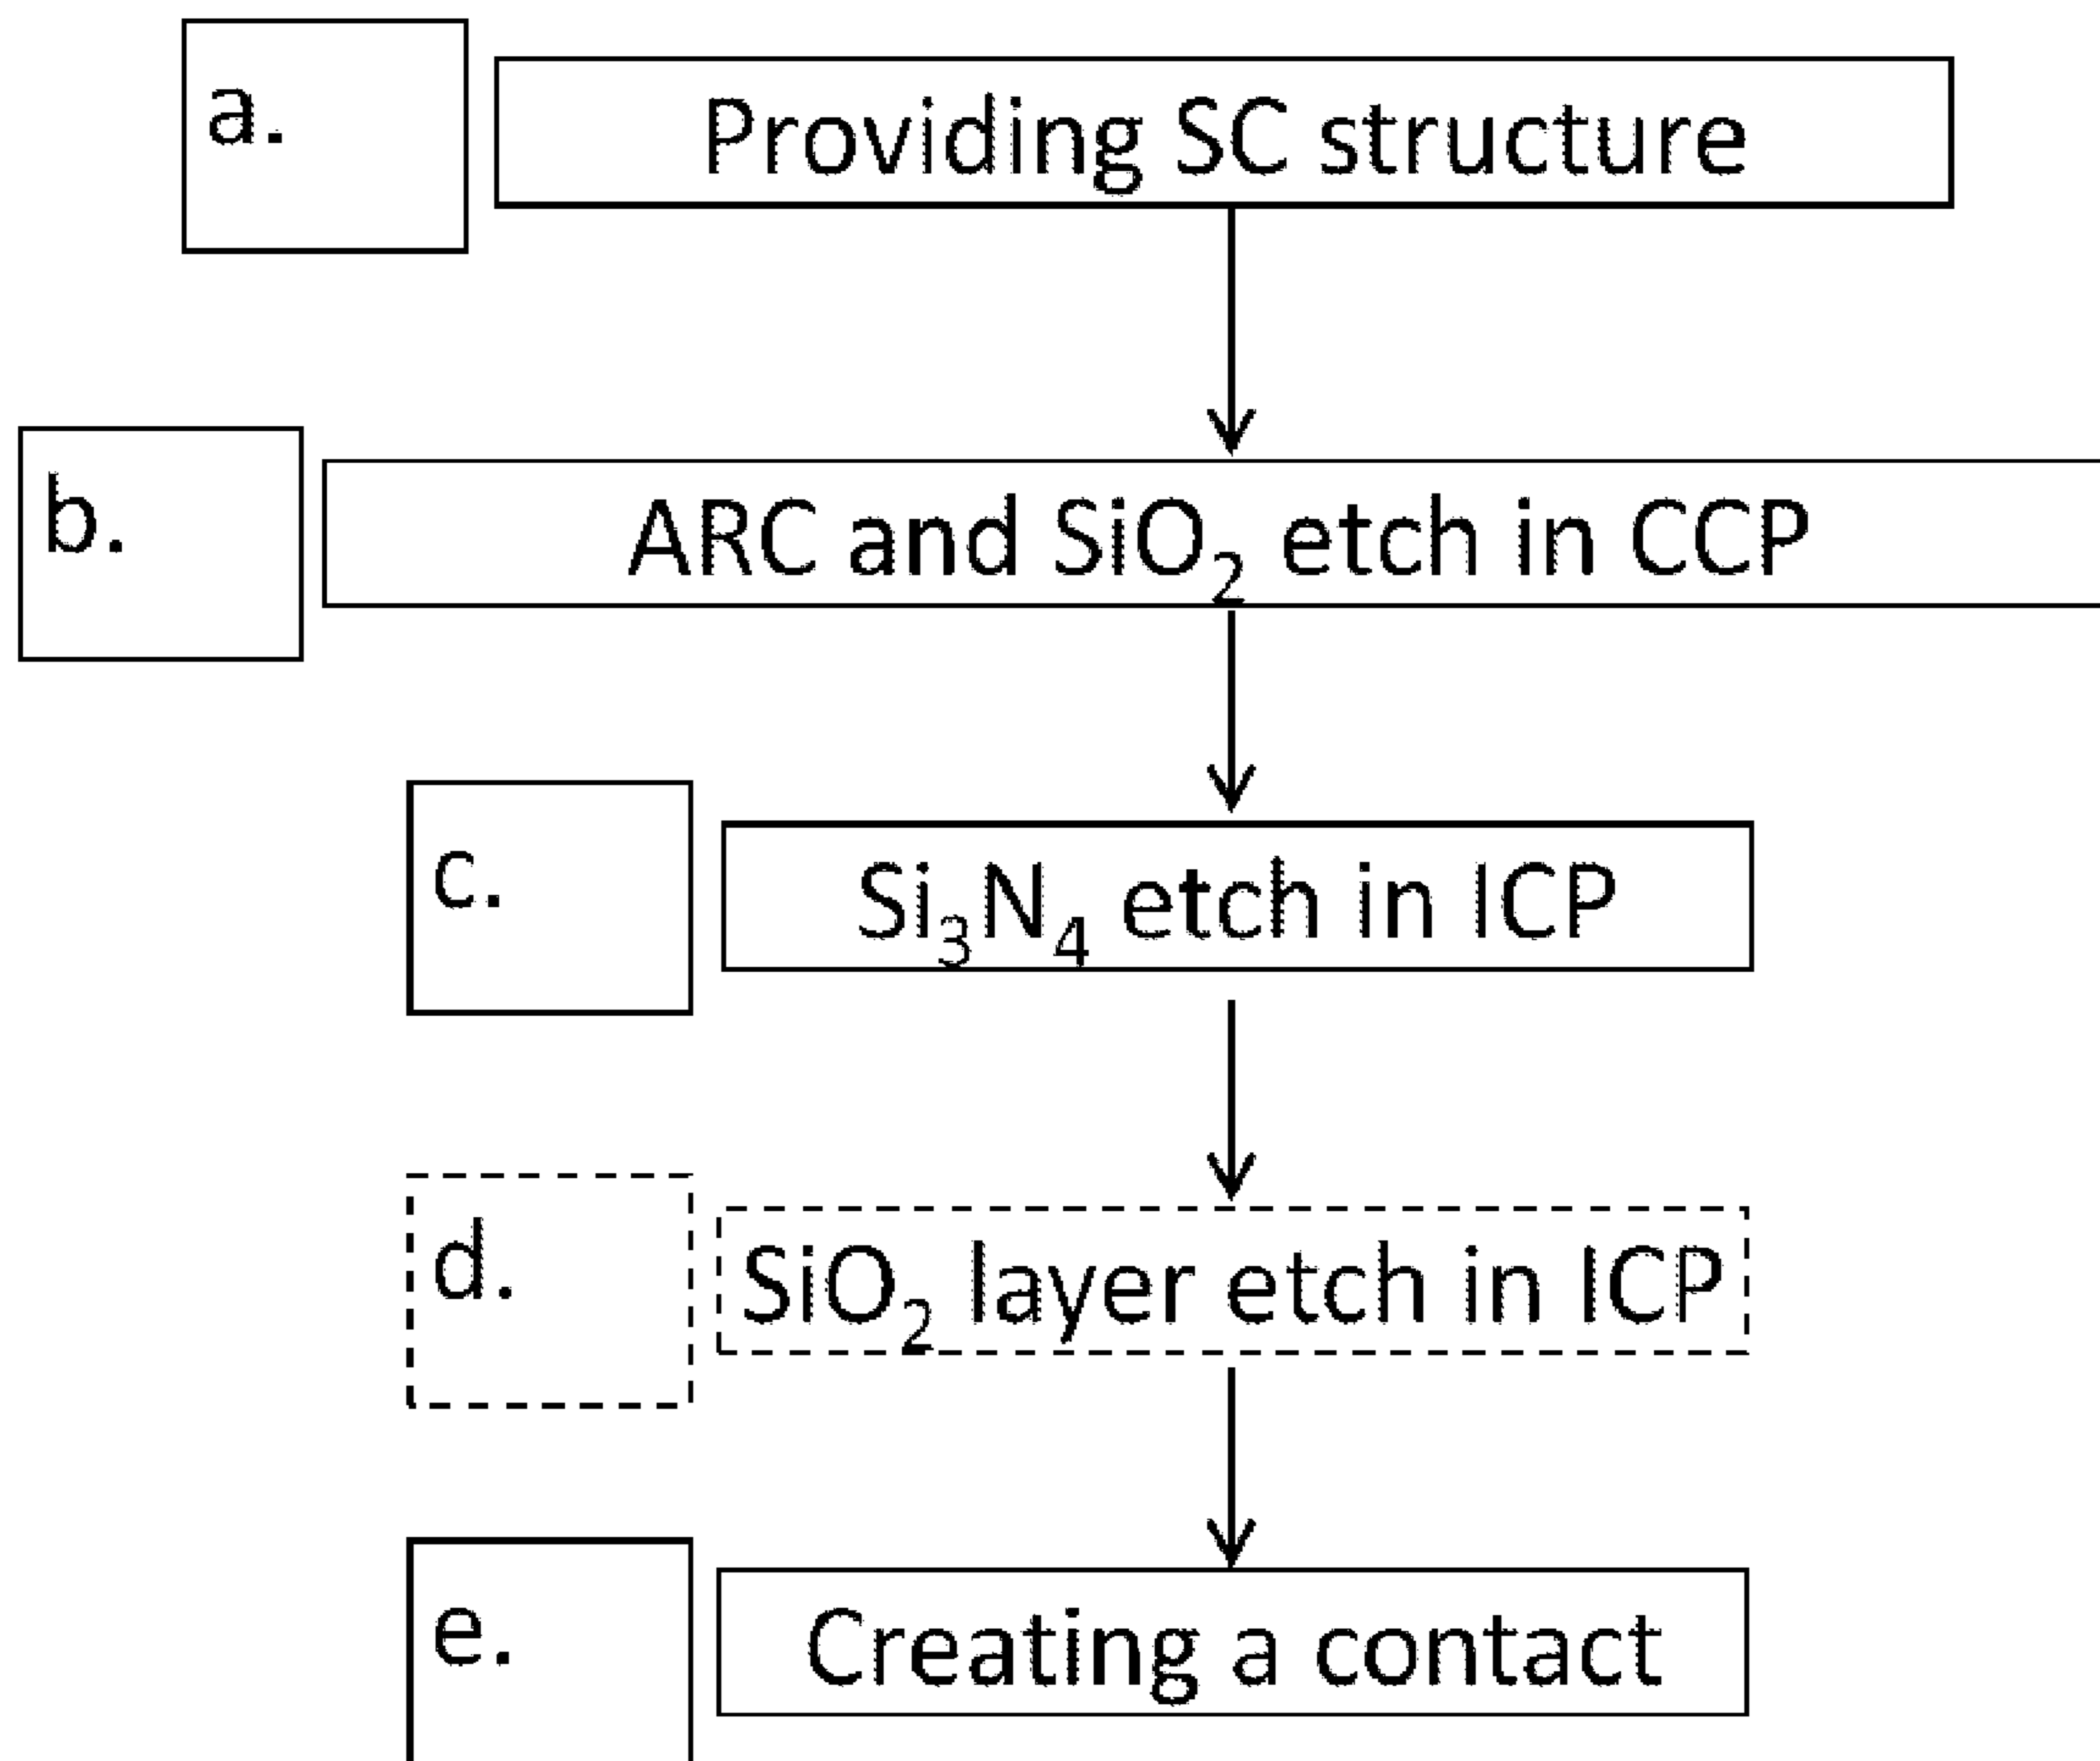 a.
Providing SC structure
b.
ARC and SiO₂ etch in CCP
c.
Si₃N₄ etch in ICP
d.
SiO₂ layer etch in ICP
e.
Creating a contact